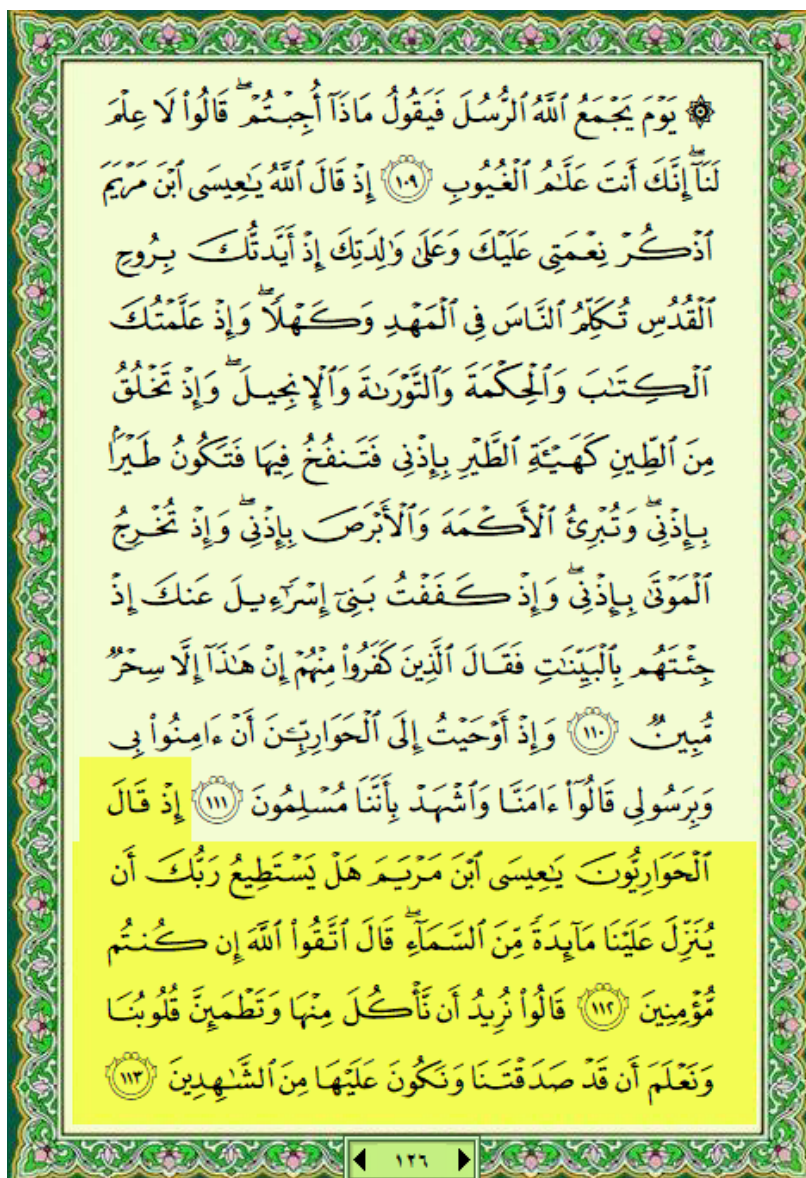 ۞ يَوۡمَ يَجۡمَعُ ٱللَّهُ ٱلرُّسُلَ فَيَقُولُ مَاذَآ أُجِبۡتُمۡۖ قَالُواْ لَا عِلۡمَ
لَنَآۖ إِنَّكَ أَنتَ عَلَّٰمُ ٱلۡغُيُوبِ ١٠٩ إِذۡ قَالَ ٱللَّهُ يَٰعِيسَى ٱبۡنَ مَرۡيَمَ
ٱذۡكُرۡ نِعۡمَتِي عَلَيۡكَ وَعَلَىٰ وَٰلِدَتِكَ إِذۡ أَيَّدتُّكَ بِرُوحِ
ٱلۡقُدُسِ تُكَلِّمُ ٱلنَّاسَ فِي ٱلۡمَهۡدِ وَكَهۡلٗاۖ وَإِذۡ عَلَّمۡتُكَ
ٱلۡكِتَٰبَ وَٱلۡحِكۡمَةَ وَٱلتَّوۡرَىٰةَ وَٱلۡإِنجِيلَۖ وَإِذۡ تَخۡلُقُ
مِنَ ٱلطِّينِ كَهَيۡـَٔةِ ٱلطَّيۡرِ بِإِذۡنِي فَتَنفُخُ فِيهَا فَتَكُونُ طَيۡرَۢا
بِإِذۡنِيۖ وَتُبۡرِئُ ٱلۡأَكۡمَهَ وَٱلۡأَبۡرَصَ بِإِذۡنِيۖ وَإِذۡ تُخۡرِجُ
ٱلۡمَوۡتَىٰ بِإِذۡنِيۖ وَإِذۡ كَفَفۡتُ بَنِيٓ إِسۡرَٰٓءِيلَ عَنكَ إِذۡ
جِئۡتَهُم بِٱلۡبَيِّنَٰتِ فَقَالَ ٱلَّذِينَ كَفَرُواْ مِنۡهُمۡ إِنۡ هَٰذَآ إِلَّا سِحۡرٞ
مُّبِينٞ ١١٠ وَإِذۡ أَوۡحَيۡتُ إِلَى ٱلۡحَوَارِيِّـۧنَ أَنۡ ءَامِنُواْ بِي
وَبِرَسُولِي قَالُوٓاْ ءَامَنَّا وَٱشۡهَدۡ بِأَنَّنَا مُسۡلِمُونَ ١١١ إِذۡ قَالَ
ٱلۡحَوَارِيُّونَ يَٰعِيسَى ٱبۡنَ مَرۡيَمَ هَلۡ يَسۡتَطِيعُ رَبُّكَ أَن
يُنَزِّلَ عَلَيۡنَا مَآئِدَةٗ مِّنَ ٱلسَّمَآءِۖ قَالَ ٱتَّقُواْ ٱللَّهَ إِن كُنتُم
مُّؤۡمِنِينَ ١١٢ قَالُواْ نُرِيدُ أَن نَّأۡكُلَ مِنۡهَا وَتَطۡمَئِنَّ قُلُوبُنَا
وَنَعۡلَمَ أَن قَدۡ صَدَقۡتَنَا وَنَكُونَ عَلَيۡهَا مِنَ ٱلشَّٰهِدِينَ ١١٣
١٢٦